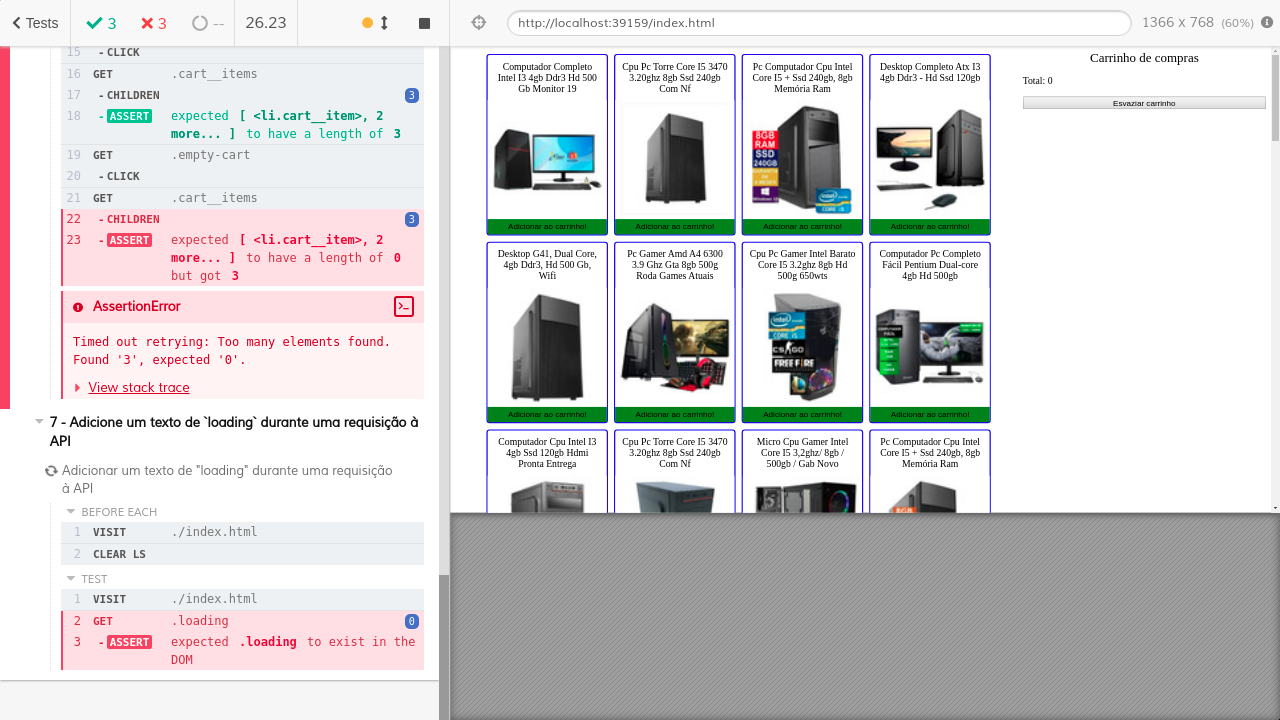 Tests
3
3
--
26.23
http://localhost:39159/index.html
1366 x 768 (60%)
15 - CLICK
16 GET .cart__items
17 - CHILDREN 3
18 - ASSERT expected [ <li.cart__item>, 2
more... ] to have a length of 3
19 GET .empty-cart
20 - CLICK
21 GET .cart__items
22 - CHILDREN 3
23 - ASSERT expected [ <li.cart__item>, 2
more... ] to have a length of 0
but got 3
AssertionError
Timed out retrying: Too many elements found.
Found '3', expected '0'.
View stack trace
7 - Adicione um texto de `loading` durante uma requisição à
API
Adicionar um texto de "loading" durante uma requisição
à API
BEFORE EACH
1 VISIT ./index.html
2 CLEAR LS
TEST
1 VISIT ./index.html
2 GET .loading 0
3 - ASSERT expected .loading to exist in the
DOM
Computador Completo
Intel I3 4gb Ddr3 Hd 500
Gb Monitor 19
Adicionar ao carrinho!
Cpu Pc Torre Core I5 3470
3.20ghz 8gb Ssd 240gb
Com Nf
Adicionar ao carrinho!
Pc Computador Cpu Intel
Core I5 + Ssd 240gb, 8gb
Memória Ram
8GB
RAM
SSD
240GB
Adicionar ao carrinho!
Desktop Completo Atx I3
4gb Ddr3 - Hd Ssd 120gb
Adicionar ao carrinho!
Desktop G41, Dual Core,
4gb Ddr3, Hd 500 Gb,
Wifi
Adicionar ao carrinho!
Pc Gamer Amd A4 6300
3.9 Ghz Gta 8gb 500g
Roda Games Atuais
Adicionar ao carrinho!
Cpu Pc Gamer Intel Barato
Core I5 3.2ghz 8gb Hd
500g 650wts
intel
CORE i5
CS:GO
FREE FIRE
Adicionar ao carrinho!
Computador Pc Completo
Fácil Pentium Dual-core
4gb Hd 500gb
Adicionar ao carrinho!
Computador Cpu Intel I3
4gb Ssd 120gb Hdmi
Pronta Entrega
Cpu Pc Torre Core I5 3470
3.20ghz 8gb Ssd 240gb
Com Nf
Micro Cpu Gamer Intel
Core I5 3,2ghz/ 8gb /
500gb / Gab Novo
Pc Computador Cpu Intel
Core I5 + Ssd 240gb, 8gb
Memória Ram
8GB
Carrinho de compras
Total: 0
Esvaziar carrinho